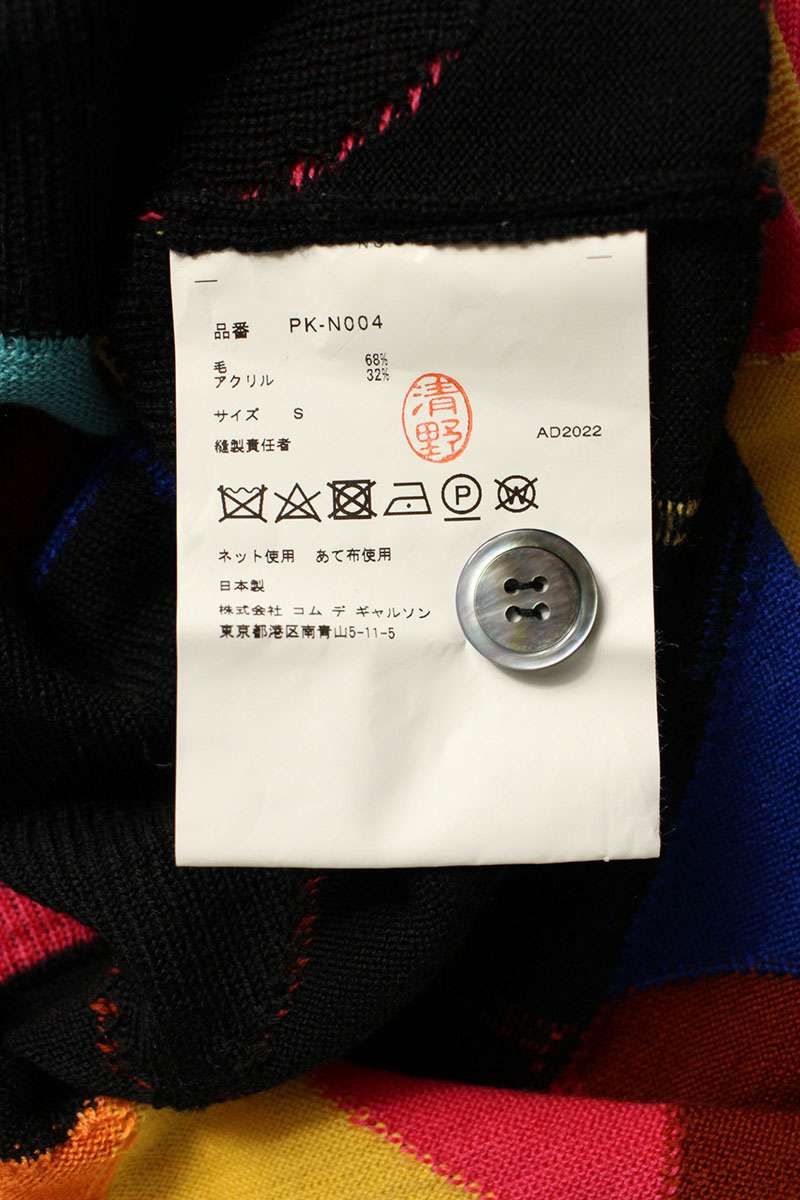 品番 PK-N004
毛 68%
アクリル 32%
サイズ S
縫製責任者
清野
AD2022
P
W
ネット使用 あて布使用
日本製
株式会社 コム デ ギャルソン
東京都港区南青山5-11-5